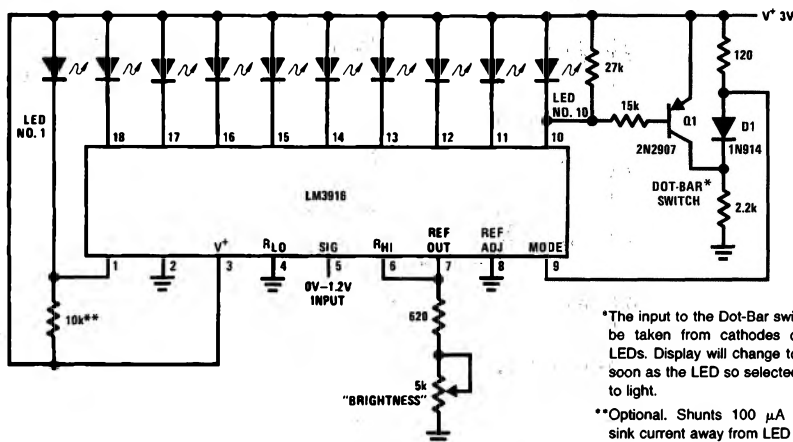 V+ 3V
120
27k
LED NO. 10
15k
Q1
2N2907
D1
1N914
DOT-BAR*
SWITCH
2.2k
LED
NO. 1
18 17 16 15 14 13 12 11 10
LM3916
V+ RLO SIG RHI REF OUT REF ADJ MODE
1 2 3 4 5 6 7 8 9
0V–1.2V
INPUT
10k**
620
5k
"BRIGHTNESS"
*The input to the Dot-Bar swi
be taken from cathodes o
LEDs. Display will change to
soon as the LED so selected
to light.
**Optional. Shunts 100 µA
sink current away from LED